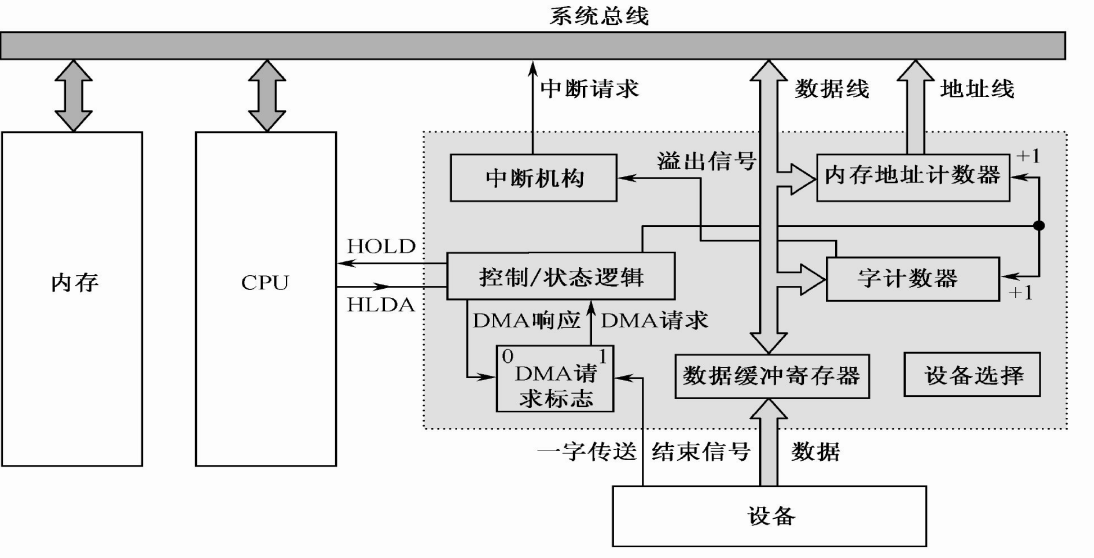 系统总线
中断请求
数据线
地址线
溢出信号
+1
中断机构
内存地址计数器
HOLD
内存
CPU
控制/状态逻辑
字计数器
HLDA
+1
DMA响应
DMA请求
0
1
DMA请
求标志
数据缓冲寄存器
设备选择
一字传送
结束信号
数据
设备